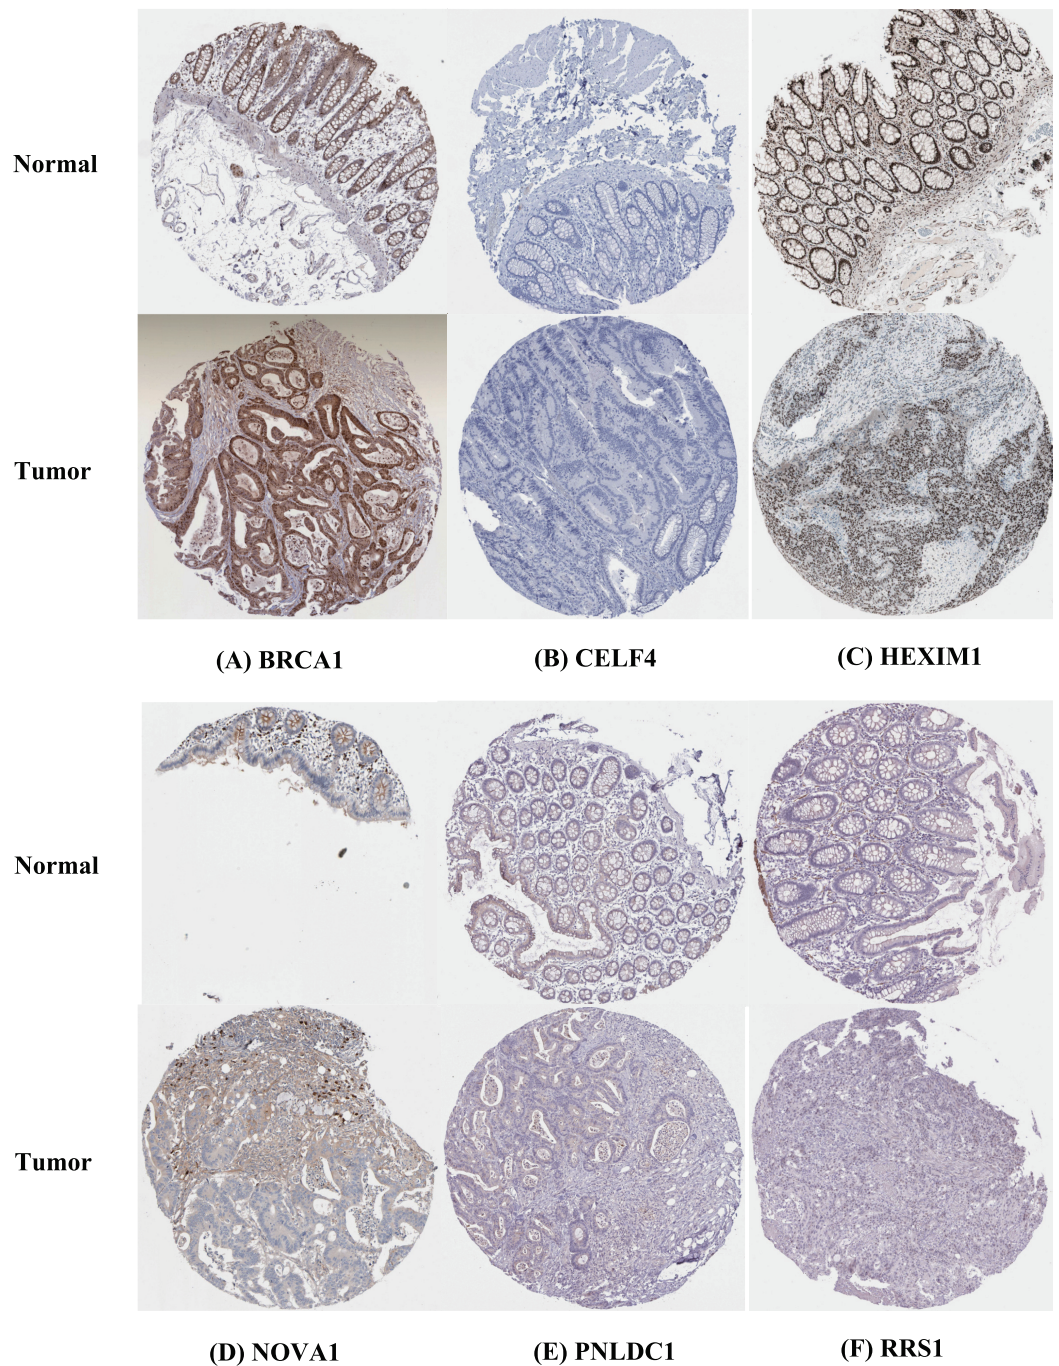 Normal
Tumor
(A) BRCA1
(B) CELF4
(C) HEXIM1
Normal
Tumor
(D) NOVA1
(E) PNLDC1
(F) RRS1